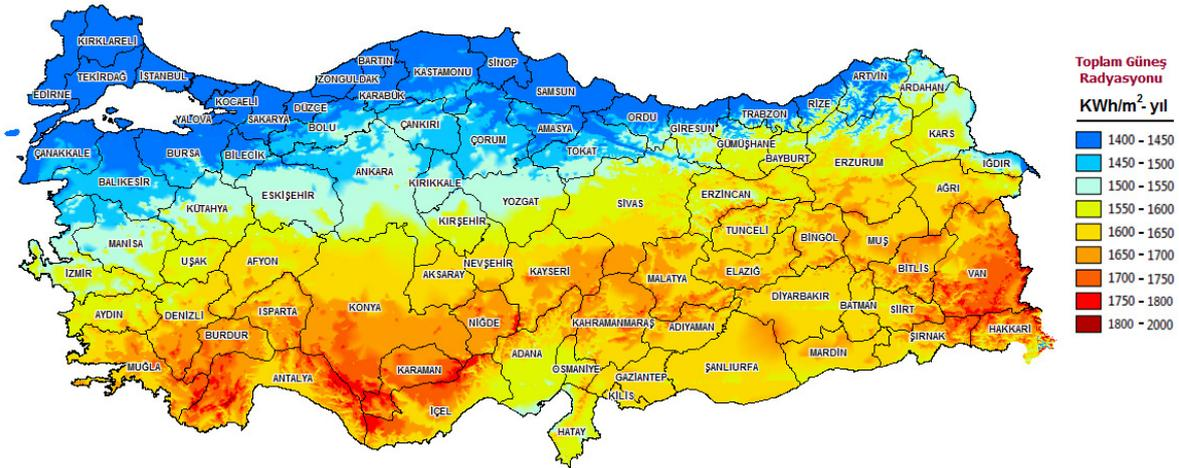 KIRKLARELİ
TEKİRDAĞ
İSTANBUL
EDİRNE
KOCAELİ
YALOVA
SAKARYA
DÜZCE
BOLU
ZONGULDAK
BARTIN
KARABÜK
KASTAMONU
SİNOP
SAMSUN
ÇANKIRI
ÇORUM
AMASYA
TOKAT
ORDU
GİRESUN
TRABZON
RİZE
ARTVİN
ARDAHAN
KARS
GÜMÜŞHANE
BAYBURT
ERZURUM
IĞDIR
AĞRI
ÇANAKKALE
BURSA
BİLECİK
BALIKESİR
KÜTAHYA
ESKİŞEHİR
ANKARA
KIRIKKALE
KIRŞEHİR
YOZGAT
SİVAS
ERZİNCAN
TUNCELİ
BİNGÖL
MUŞ
BİTLİS
VAN
MANİSA
İZMİR
UŞAK
AFYON
AKSARAY
NEVŞEHİR
KAYSERİ
MALATYA
ELAZIĞ
DİYARBAKIR
BATMAN
SİİRT
AYDIN
DENİZLİ
ISPARTA
BURDUR
KONYA
NİĞDE
KAHRAMANMARAŞ
ADIYAMAN
ŞIRNAK
HAKKARİ
MUĞLA
ANTALYA
KARAMAN
İÇEL
ADANA
OSMANİYE
GAZİANTEP
KİLİS
ŞANLIURFA
MARDİN
HATAY
Toplam Güneş
Radyasyonu
KWh/m²- yıl
1400 - 1450
1450 - 1500
1500 - 1550
1550 - 1600
1600 - 1650
1650 - 1700
1700 - 1750
1750 - 1800
1800 - 2000